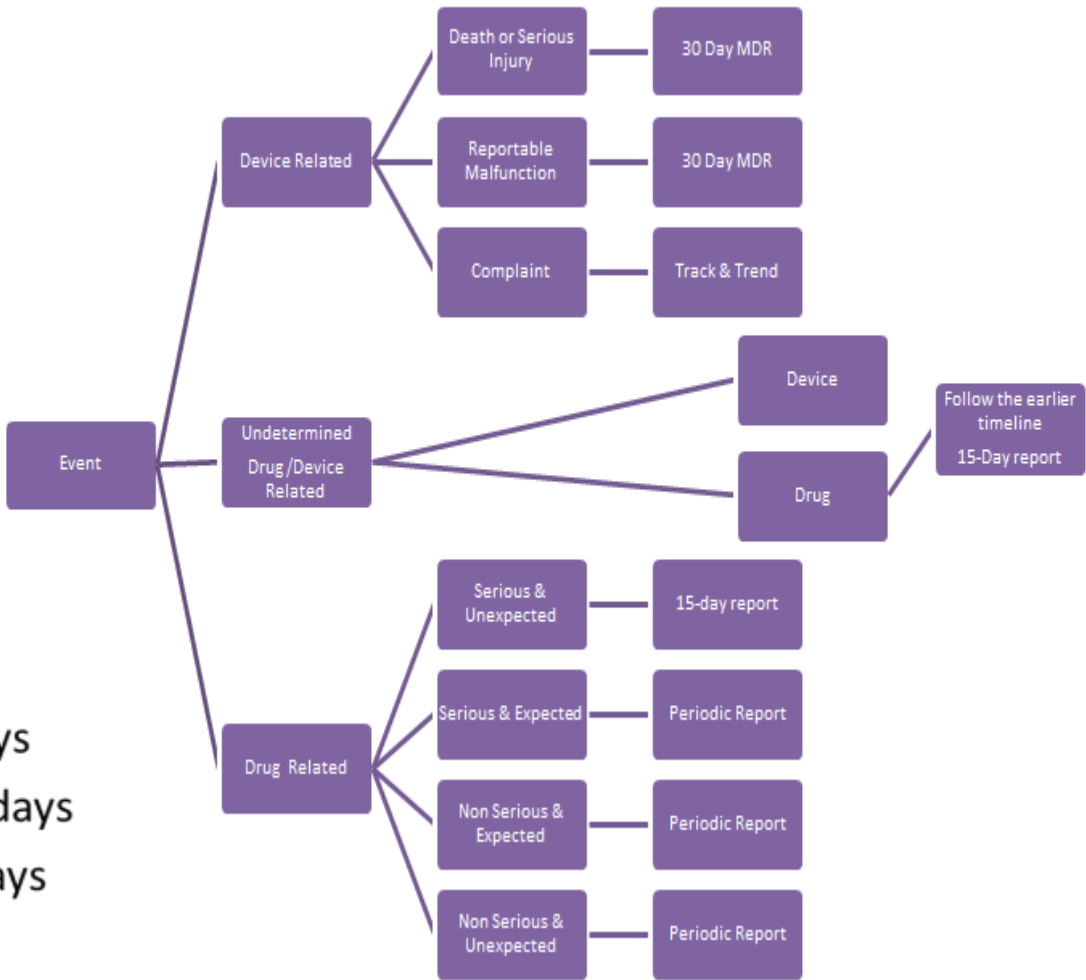 Death or Serious
Injury
30 Day MDR
Device Related
Reportable
Malfunction
30 Day MDR
Complaint
Track & Trend
Device
Follow the earlier
timeline
15-Day report
Event
Undetermined
Drug /Device
Related
Drug
Serious &
Unexpected
15-day report
Serious & Expected
Periodic Report
Drug Related
Non Serious &
Expected
Periodic Report
Non Serious &
Unexpected
Periodic Report
ys
days
ays